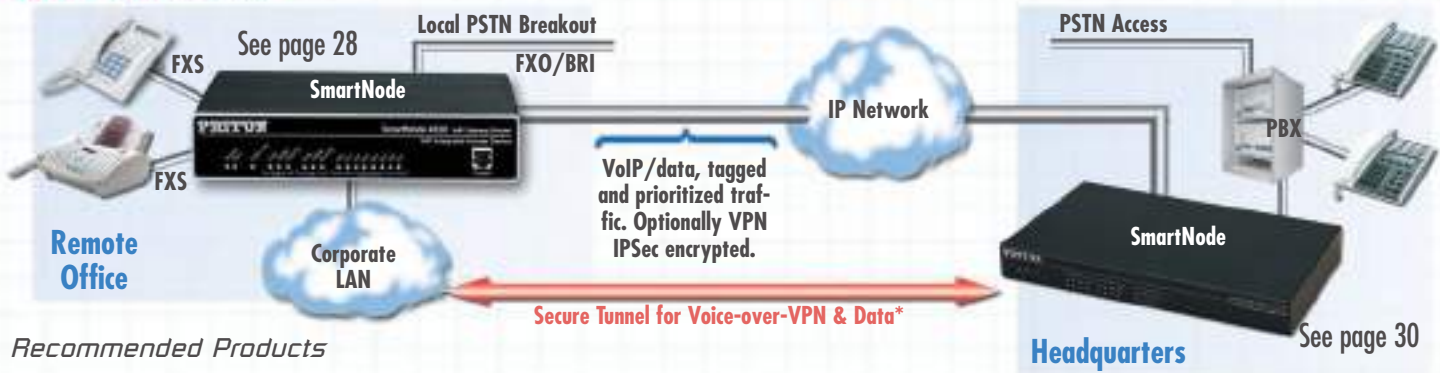 See page 28
Local PSTN Breakout
FXO/BRI
FXS
SmartNode
PATTON
FXS
Remote
Office
Corporate
LAN
VoIP/data, tagged
and prioritized traf-
fic. Optionally VPN
IPSec encrypted.
IP Network
PSTN Access
PBX
SmartNode
Secure Tunnel for Voice-over-VPN & Data*
See page 30
Headquarters
Recommended Products